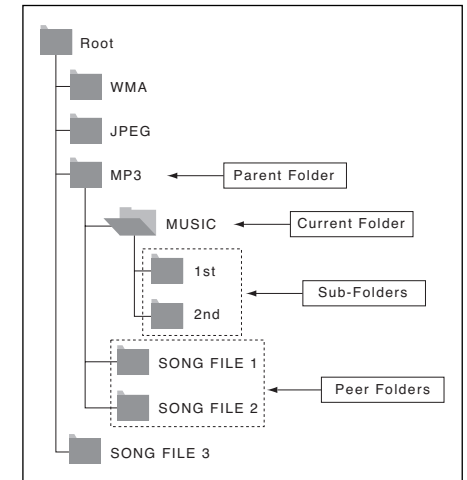 Root
WMA
JPEG
MP3
Parent Folder
MUSIC
Current Folder
1st
Sub-Folders
2nd
SONG FILE 1
Peer Folders
SONG FILE 2
SONG FILE 3